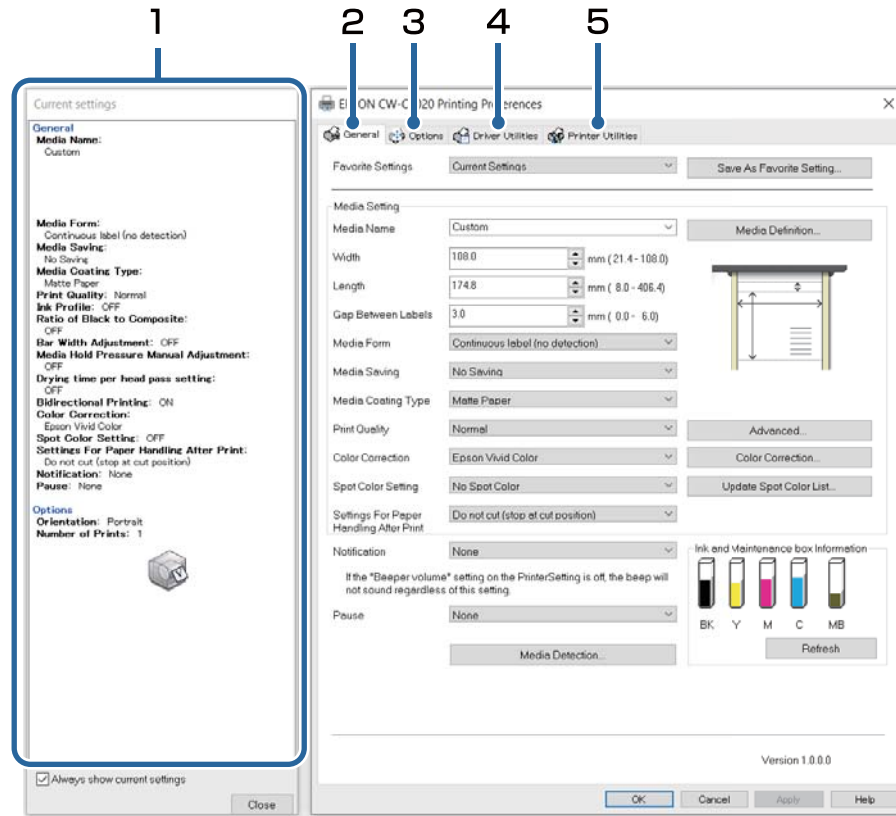 1 2 3 4 5
Current settings
General
Media Name:
Custom
Media Form:
Continuous label (no detection)
Media Saving:
No Saving
Media Coating Type:
Matte Paper
Print Quality: Normal
Ink Profile: OFF
Ratio of Black to Composite:
OFF
Bar Width Adjustment: OFF
Media Hold Pressure Manual Adjustment:
OFF
Drying time per head pass setting:
OFF
Bidirectional Printing: ON
Color Correction:
Epson Vivid Color
Spot Color Setting: OFF
Settings For Paper Handling After Print:
Do not cut (stop at cut position)
Notification: None
Pause: None
Options
Orientation: Portrait
Number of Prints: 1
Always show current settings
Close
020 Printing Preferences
General Options Driver Utilities Printer Utilities
Favorite Settings Current Settings Save As Favorite Setting...
Media Setting
Media Name Custom Media Definition...
Width 108.0 mm ( 21.4 - 108.0)
Length 174.8 mm ( 8.0 - 406.4)
Gap Between Labels 3.0 mm ( 0.0 - 6.0)
Media Form Continuous label (no detection)
Media Saving No Saving
Media Coating Type Matte Paper
Print Quality Normal Advanced...
Color Correction Epson Vivid Color Color Correction...
Spot Color Setting No Spot Color Update Spot Color List...
Settings For Paper
Handling After Print Do not cut (stop at cut position)
Notification None
If the "Beeper volume" setting on the PrinterSetting is off, the beep will
not sound regardless of this setting.
Pause None
Media Detection...
Ink and Maintenance box Information
BK Y M C MB
Refresh
Version 1.0.0.0
OK Cancel Apply Help